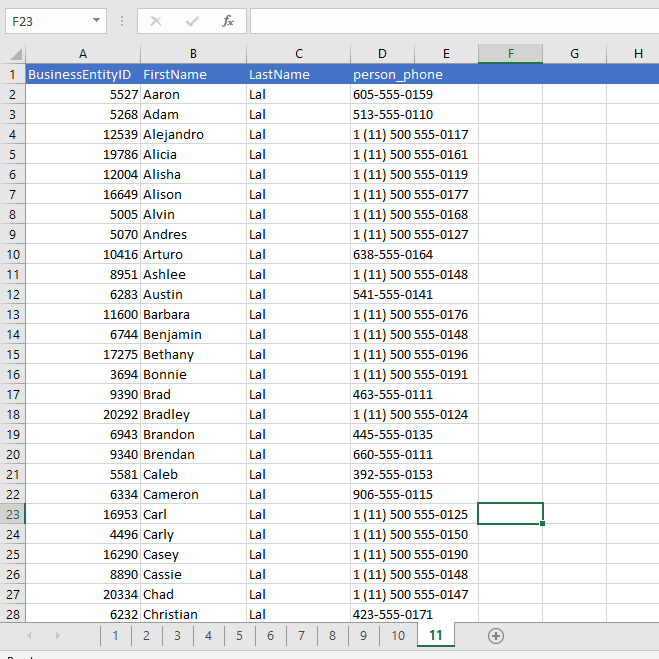 F23 fx
A B C D E F G H
1 BusinessEntityID FirstName LastName person_phone
2 5527 Aaron Lal 605-555-0159
3 5268 Adam Lal 513-555-0110
4 12539 Alejandro Lal 1 (11) 500 555-0117
5 19786 Alicia Lal 1 (11) 500 555-0161
6 12004 Alisha Lal 1 (11) 500 555-0119
7 16649 Alison Lal 1 (11) 500 555-0177
8 5005 Alvin Lal 1 (11) 500 555-0168
9 5070 Andres Lal 1 (11) 500 555-0127
10 10416 Arturo Lal 638-555-0164
11 8951 Ashlee Lal 1 (11) 500 555-0148
12 6283 Austin Lal 541-555-0141
13 11600 Barbara Lal 1 (11) 500 555-0176
14 6744 Benjamin Lal 1 (11) 500 555-0148
15 17275 Bethany Lal 1 (11) 500 555-0196
16 3694 Bonnie Lal 1 (11) 500 555-0191
17 9390 Brad Lal 463-555-0111
18 20292 Bradley Lal 1 (11) 500 555-0124
19 6943 Brandon Lal 445-555-0135
20 9340 Brendan Lal 660-555-0111
21 5581 Caleb Lal 392-555-0153
22 6334 Cameron Lal 906-555-0115
23 16953 Carl Lal 1 (11) 500 555-0125
24 4496 Carly Lal 1 (11) 500 555-0150
25 16290 Casey Lal 1 (11) 500 555-0190
26 8890 Cassie Lal 1 (11) 500 555-0148
27 20334 Chad Lal 1 (11) 500 555-0147
28 6232 Christian Lal 423-555-0171
1 2 3 4 5 6 7 8 9 10 11